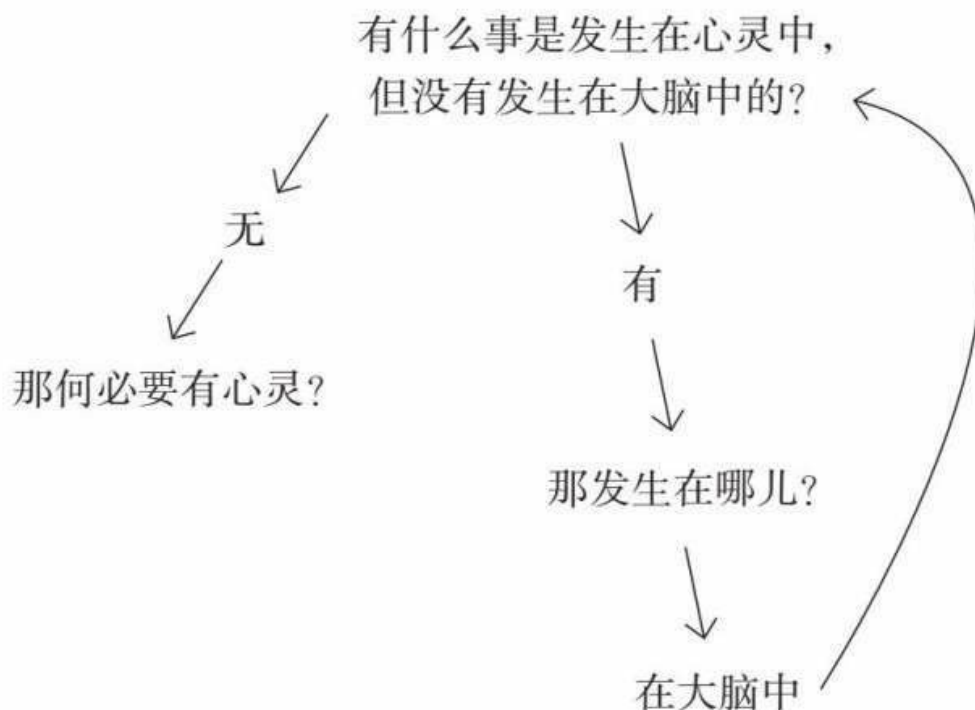 有什么事是发生在心灵中，
但没有发生在大脑中的？
无
有
那何必要有心灵？
那发生在哪儿？
在大脑中